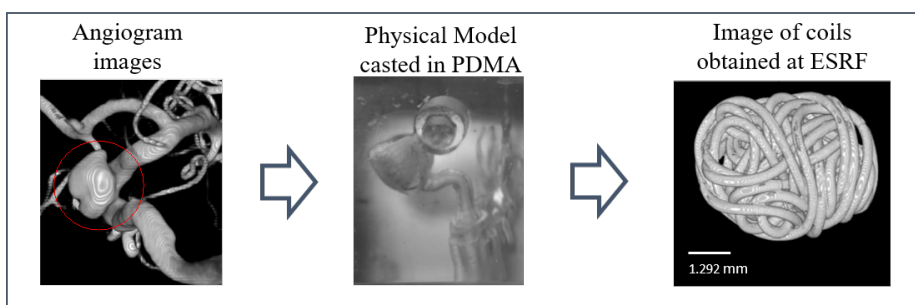 Angiogram
images
Physical Model
casted in PDMA
Image of coils
obtained at ESRF
1.292 mm